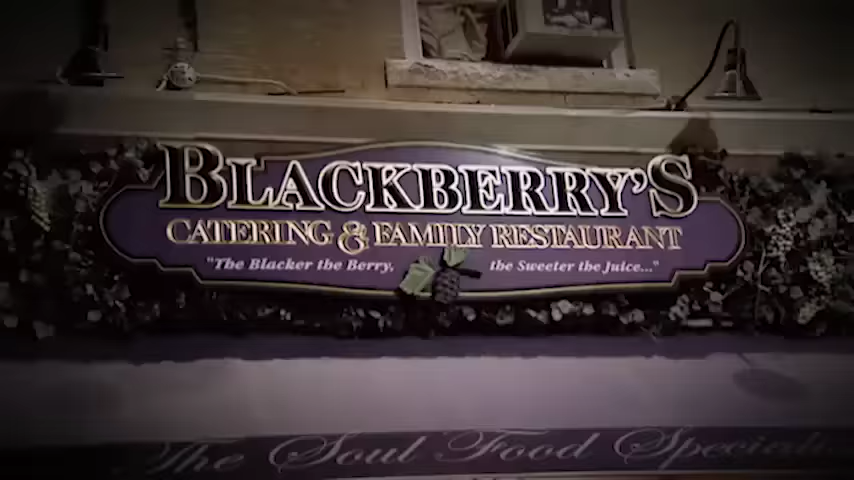 BLACKBERRY'S
CATERING & FAMILY RESTAURANT
"The Blacker the Berry, the Sweeter the Juice..."
The Soul Food